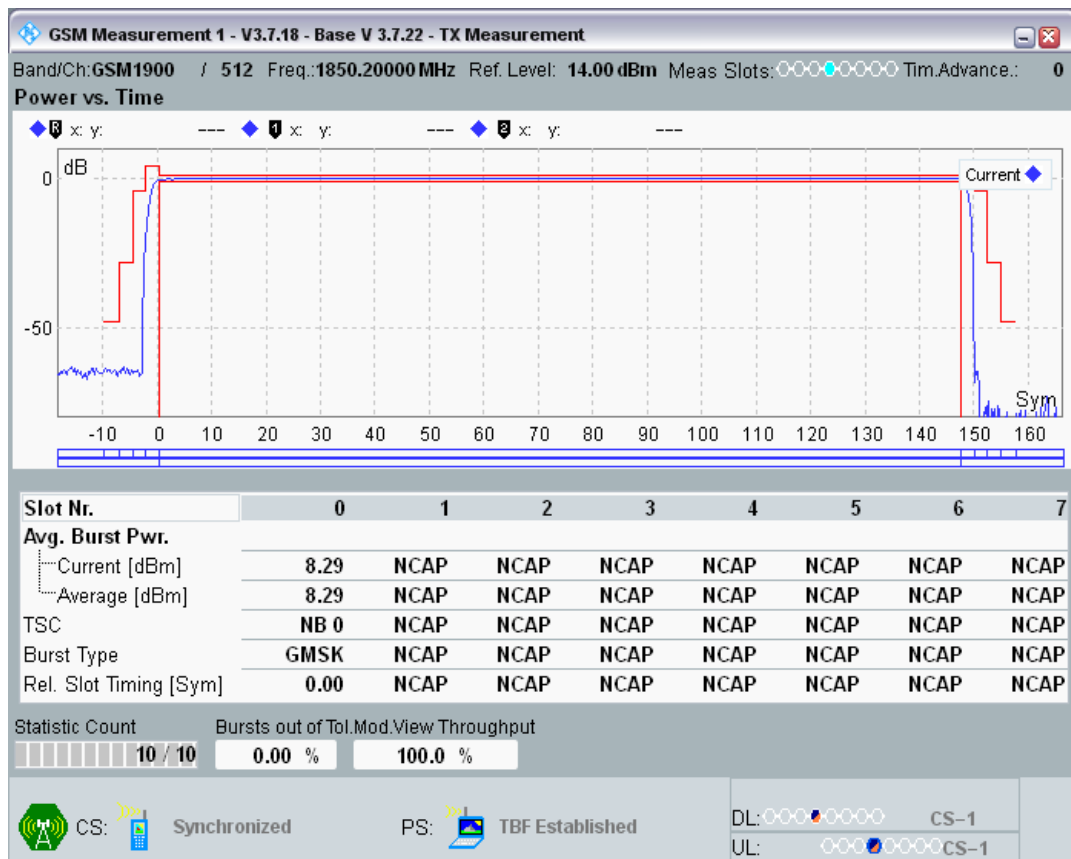 GSM Measurement 1 - V3.7.18 - Base V 3.7.22 - TX Measurement
Band/Ch:GSM1900 / 512 Freq.:1850.20000 MHz Ref. Level: 14.00 dBm Meas Slots: Tim.Advance.: 0
Power vs. Time
R x: y: --- 1 x: y: --- 2 x: y: ---
dB
0
Current
-50
Sym
-10 0 10 20 30 40 50 60 70 80 90 100 110 120 130 140 150 160
Slot Nr. 0 1 2 3 4 5 6 7
Avg. Burst Pwr.
Current [dBm] 8.29 NCAP NCAP NCAP NCAP NCAP NCAP NCAP
Average [dBm] 8.29 NCAP NCAP NCAP NCAP NCAP NCAP NCAP
TSC NB 0 NCAP NCAP NCAP NCAP NCAP NCAP NCAP
Burst Type GMSK NCAP NCAP NCAP NCAP NCAP NCAP NCAP
Rel. Slot Timing [Sym] 0.00 NCAP NCAP NCAP NCAP NCAP NCAP NCAP
Statistic Count Bursts out of Tol.Mod.View Throughput
10 / 10 0.00 % 100.0 %
CS: Synchronized PS: TBF Established
DL: CS-1
UL: CS-1